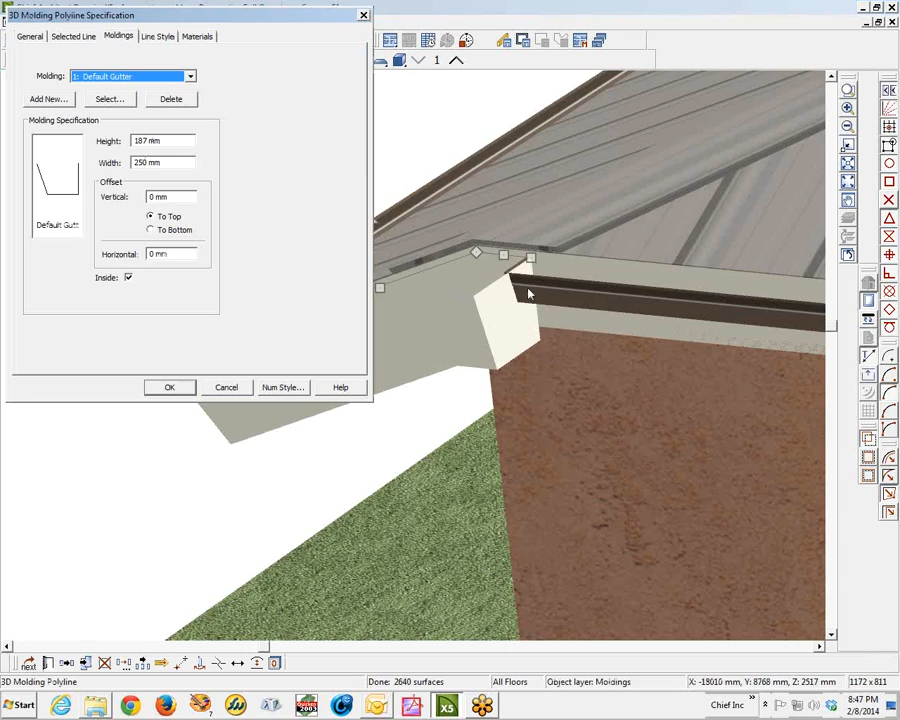 3D Molding Polyline Specification
General
Selected Line
Moldings
Line Style
Materials
Molding:
1: Default Gutter
Add New...
Select...
Delete
Molding Specification
Height:
187 mm
Width:
250 mm
Offset
Vertical:
0 mm
To Top
To Bottom
Default Gutt
Horizontal:
0 mm
Inside:
OK
Cancel
Num Style...
Help
1
next
3D Molding Polyline
Done: 2640 surfaces
All Floors
Object layer: Moldings
X: -18010 mm, Y: 8768 mm, Z: 2517 mm
1172 x 811
Start
2003
X5
Chief Inc
8:47 PM
2/8/2014